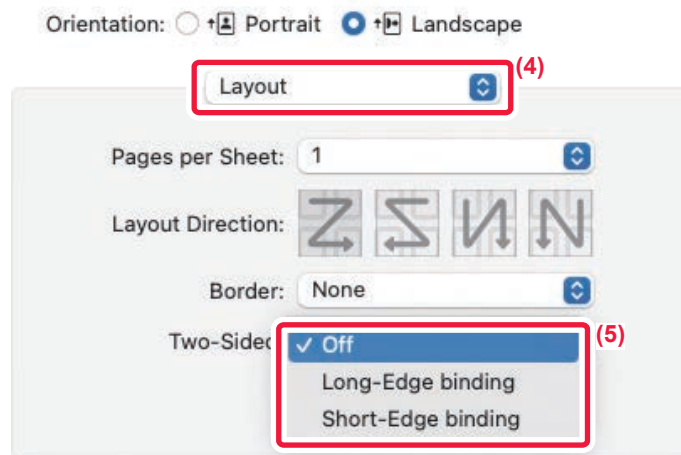 Orientation: Portrait Landscape
(4)
Layout
Pages per Sheet: 1
Layout Direction:
Border: None
Two-Sided
(5)
✓ Off
Long-Edge binding
Short-Edge binding